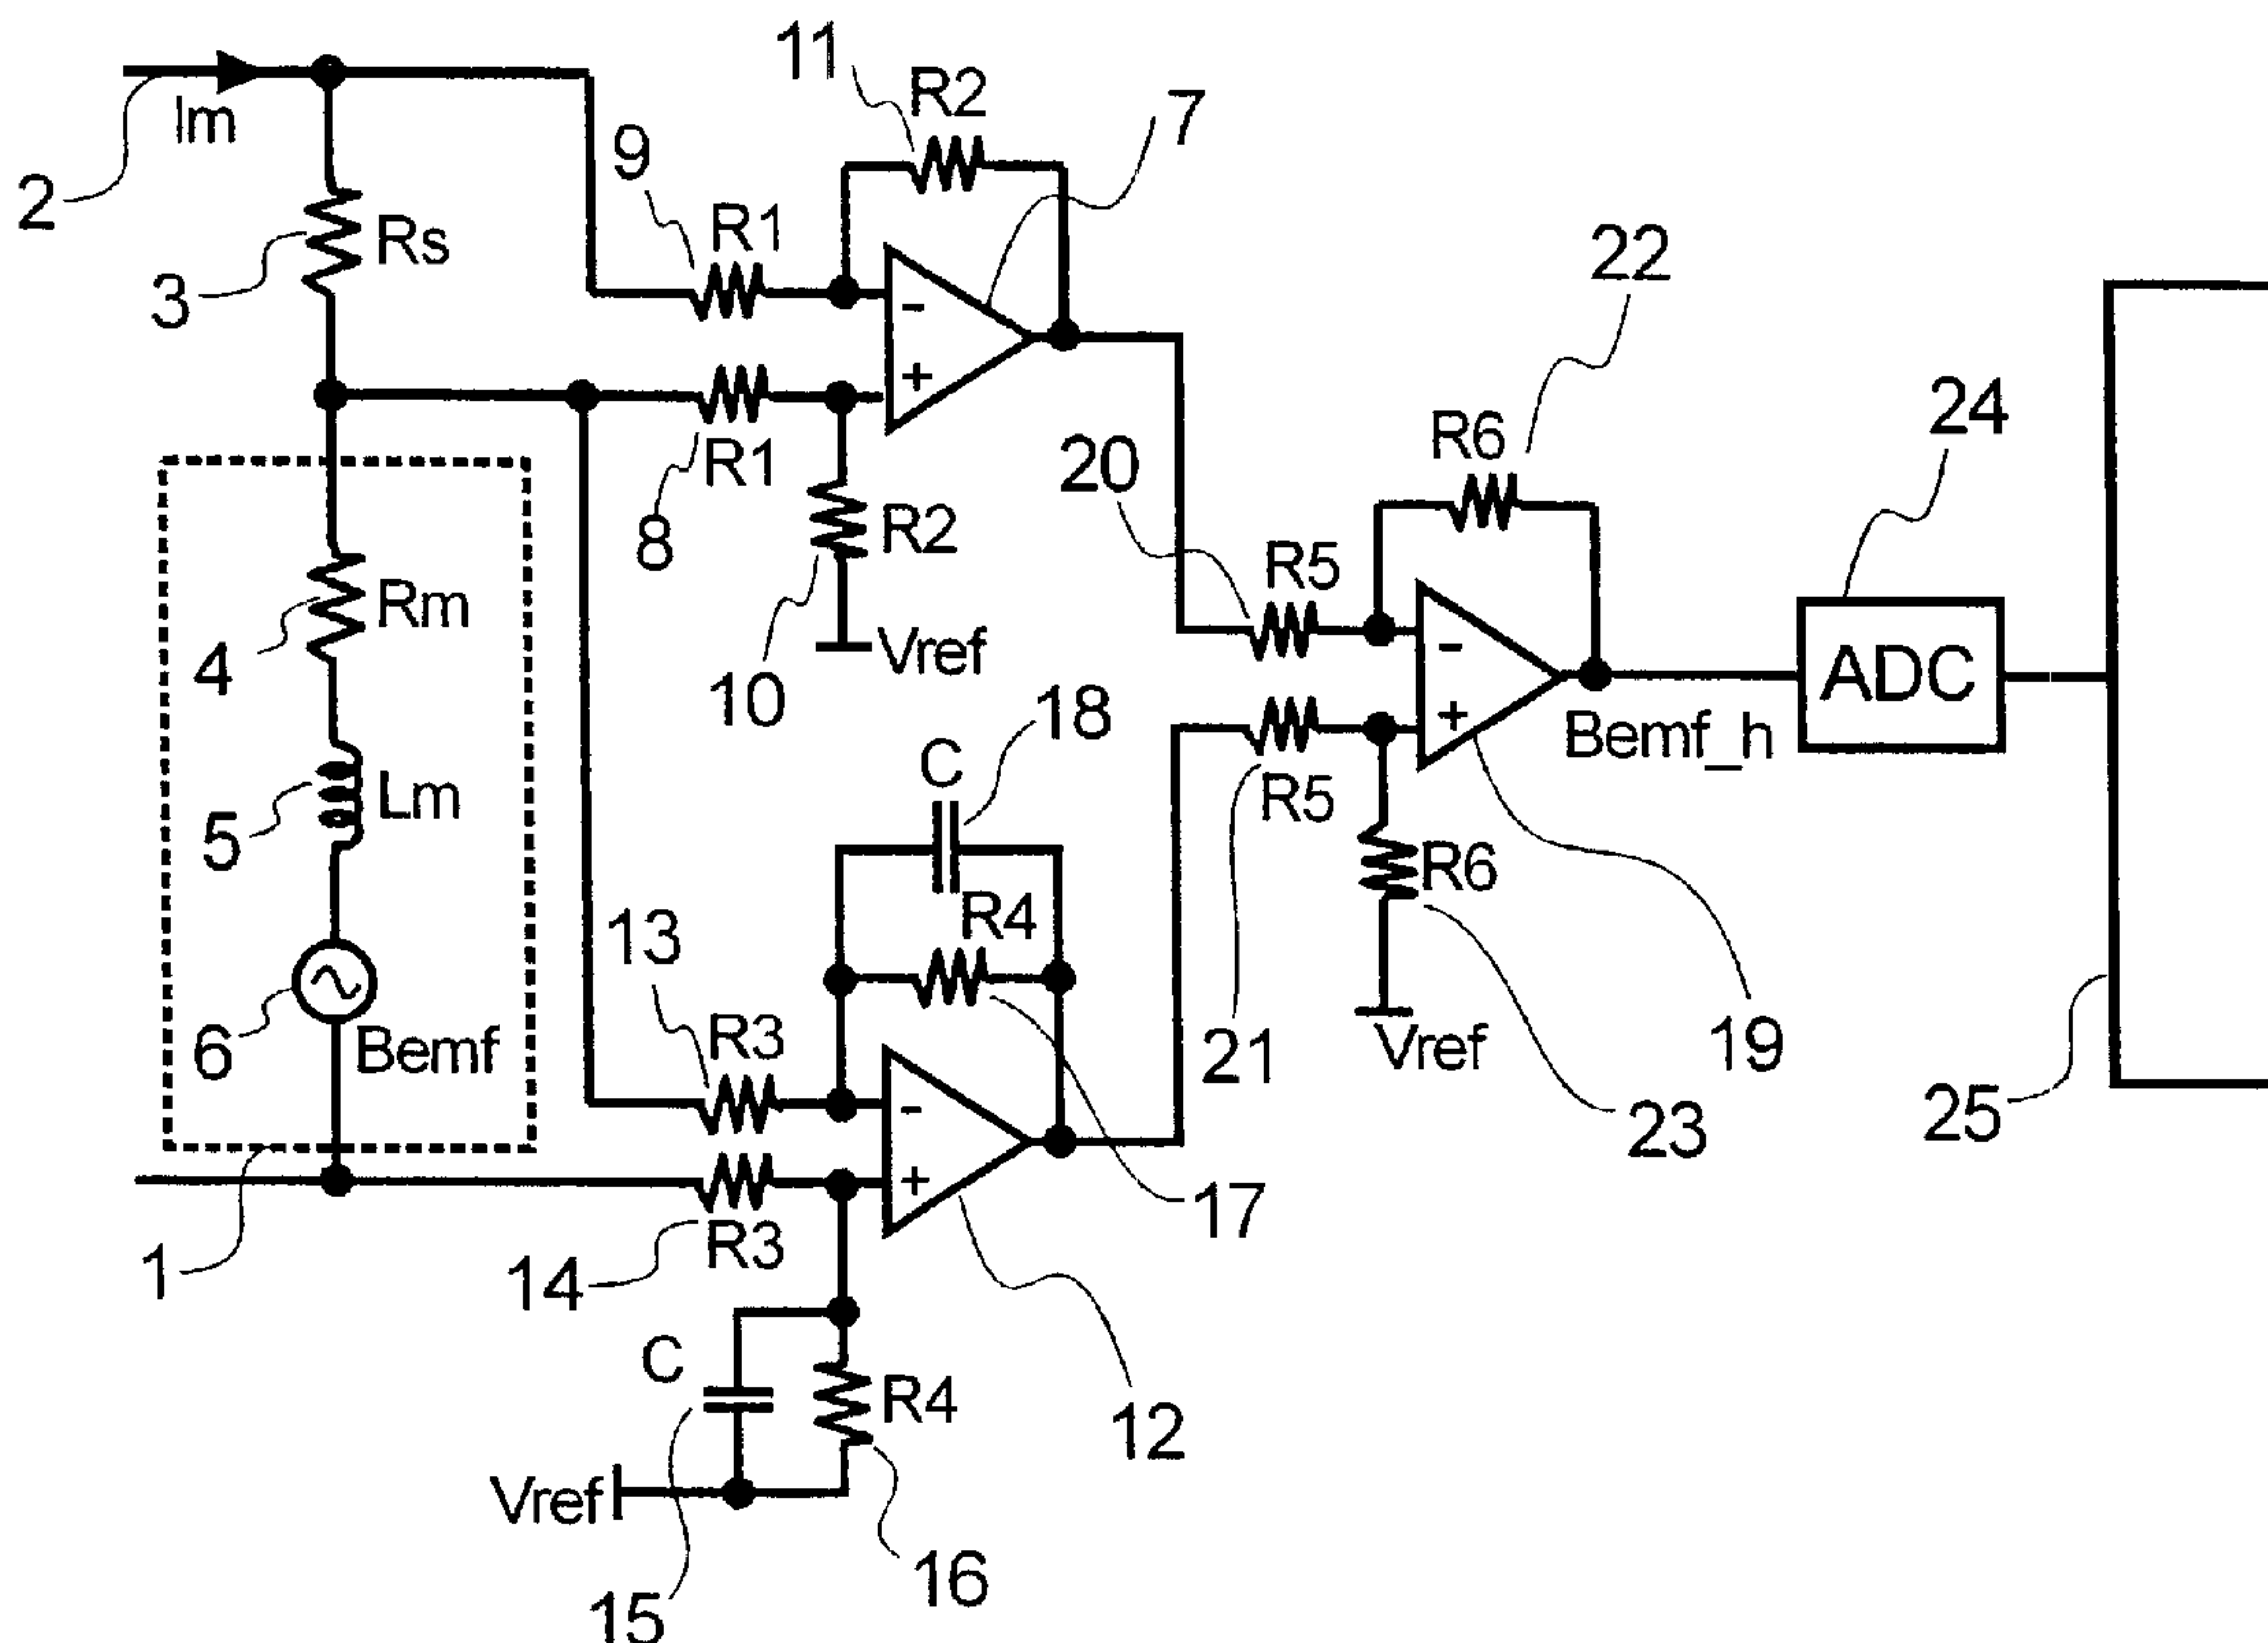 11
R2
7
Im
9
2
R1
22
Rs
3
24
R6
20
R1
8
R2
R5
Rm
4
Vref
ADC
10
18
-
+
Bemf_h
C
R5
Lm
5
R6
R4
13
6
Bemf
R3
21
Vref
19
25
23
17
R3
1
14
C
R4
12
Vref
16
15
-
+
-
+